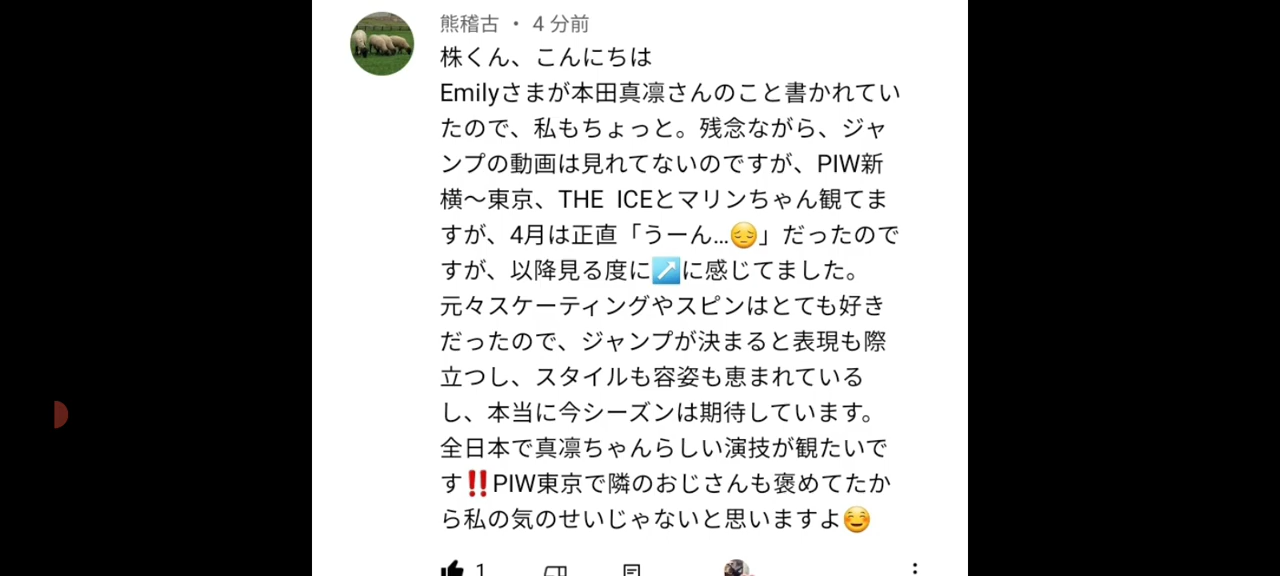 熊稽古 ・ 4 分前
株くん、こんにちは
Emilyさまが本田真凛さんのこと書かれてい
たので、私もちょっと。残念ながら、ジャ
ンプの動画は見れてないのですが、PIW新
横〜東京、THE ICEとマリンちゃん観てま
すが、4月は正直「うーん...😔」だったので
すが、以降見る度に↗️に感じてました。
元々スケーティングやスピンはとても好き
だったので、ジャンプが決まると表現も際
立つし、スタイルも容姿も恵まれている
し、本当に今シーズンは期待しています。
全日本で真凛ちゃんらしい演技が観たいで
す‼️PIW東京で隣のおじさんも褒めてたか
ら私の気のせいじゃないと思いますよ☺️
1